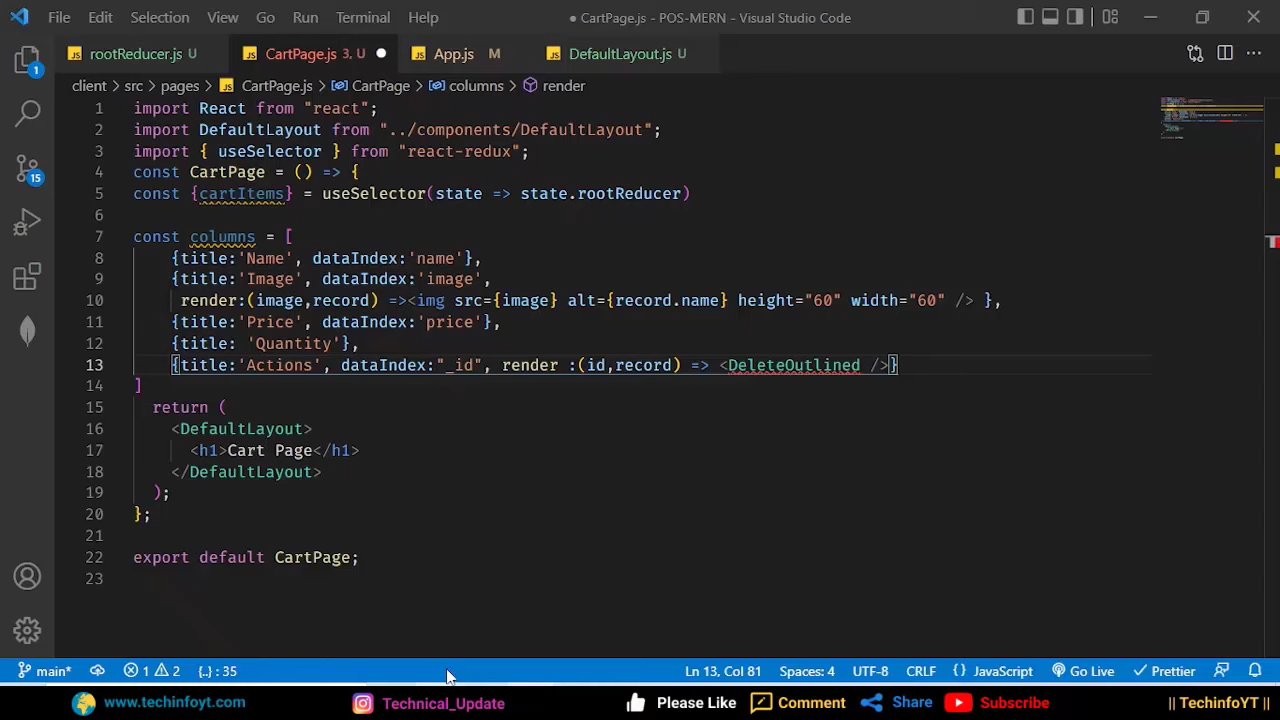 File Edit Selection View Go Run Terminal Help ● CartPage.js - POS-MERN - Visual Studio Code
rootReducer.js U CartPage.js 3, U ● App.js M DefaultLayout.js U
client > src > pages > CartPage.js > CartPage > columns > render
1 import React from "react";
2 import DefaultLayout from "../components/DefaultLayout";
3 import { useSelector } from "react-redux";
4 const CartPage = () => {
5 const {cartItems} = useSelector(state => state.rootReducer)
6
7 const columns = [
8 {title:'Name', dataIndex:'name'},
9 {title:'Image', dataIndex:'image',
10 render:(image,record) =><img src={image} alt={record.name} height="60" width="60" /> },
11 {title:'Price', dataIndex:'price'},
12 {title: 'Quantity'},
13 {title:'Actions', dataIndex:"_id", render :(id,record) => <DeleteOutlined />}
14 ]
15 return (
16 <DefaultLayout>
17 <h1>Cart Page</h1>
18 </DefaultLayout>
19 );
20 };
21
22 export default CartPage;
23
1
15
main* 1 2 {..} : 35 Ln 13, Col 81 Spaces: 4 UTF-8 CRLF {} JavaScript Go Live Prettier
www.techinfoyt.com Technical_Update Please Like Comment Share Subscribe || TechinfoYT ||